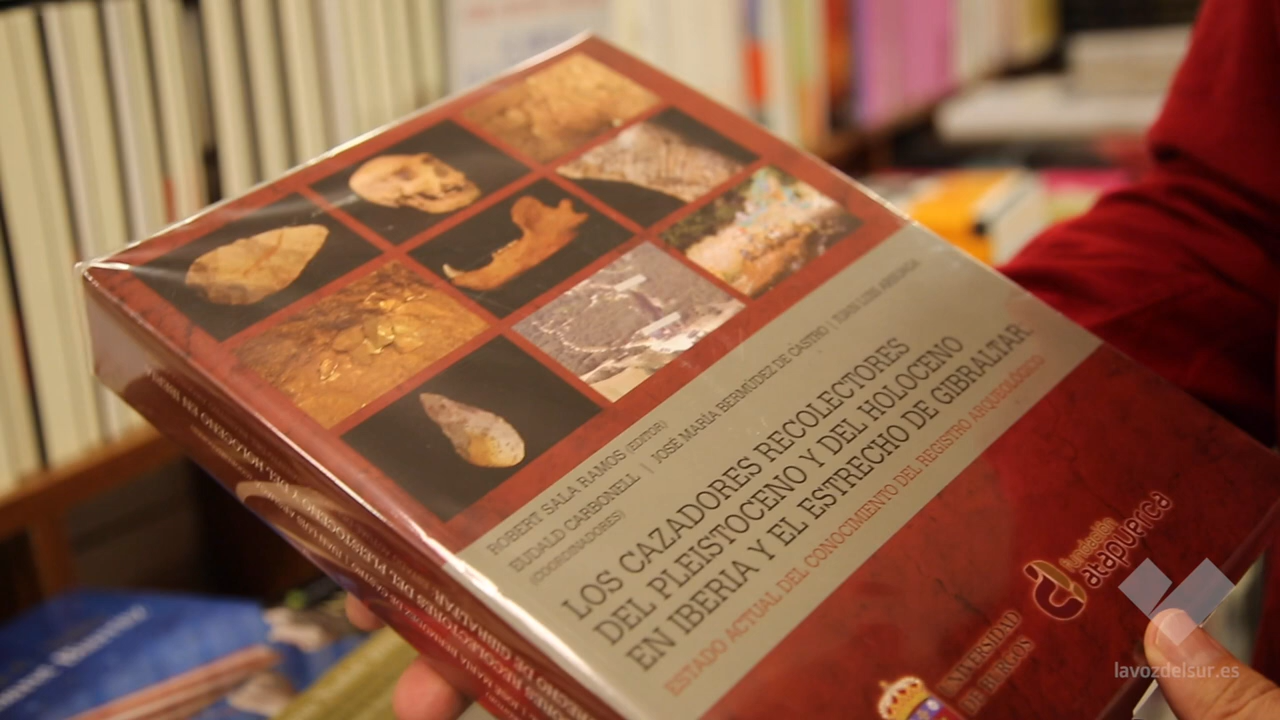 ROBERT SALA RAMOS (EDITOR)
EUDALD CARBONELL | JOSÉ MARÍA BERMÚDEZ DE CASTRO | JUAN LUIS ARSUAGA
(COORDINADORES)
LOS CAZADORES RECOLECTORES
DEL PLEISTOCENO Y DEL HOLOCENO
EN IBERIA Y EL ESTRECHO DE GIBRALTAR
ESTADO ACTUAL DEL CONOCIMIENTO DEL REGISTRO ARQUEOLÓGICO
UNIVERSIDAD
DE BURGOS
fundación
atapuerca
lavozdelsur.es